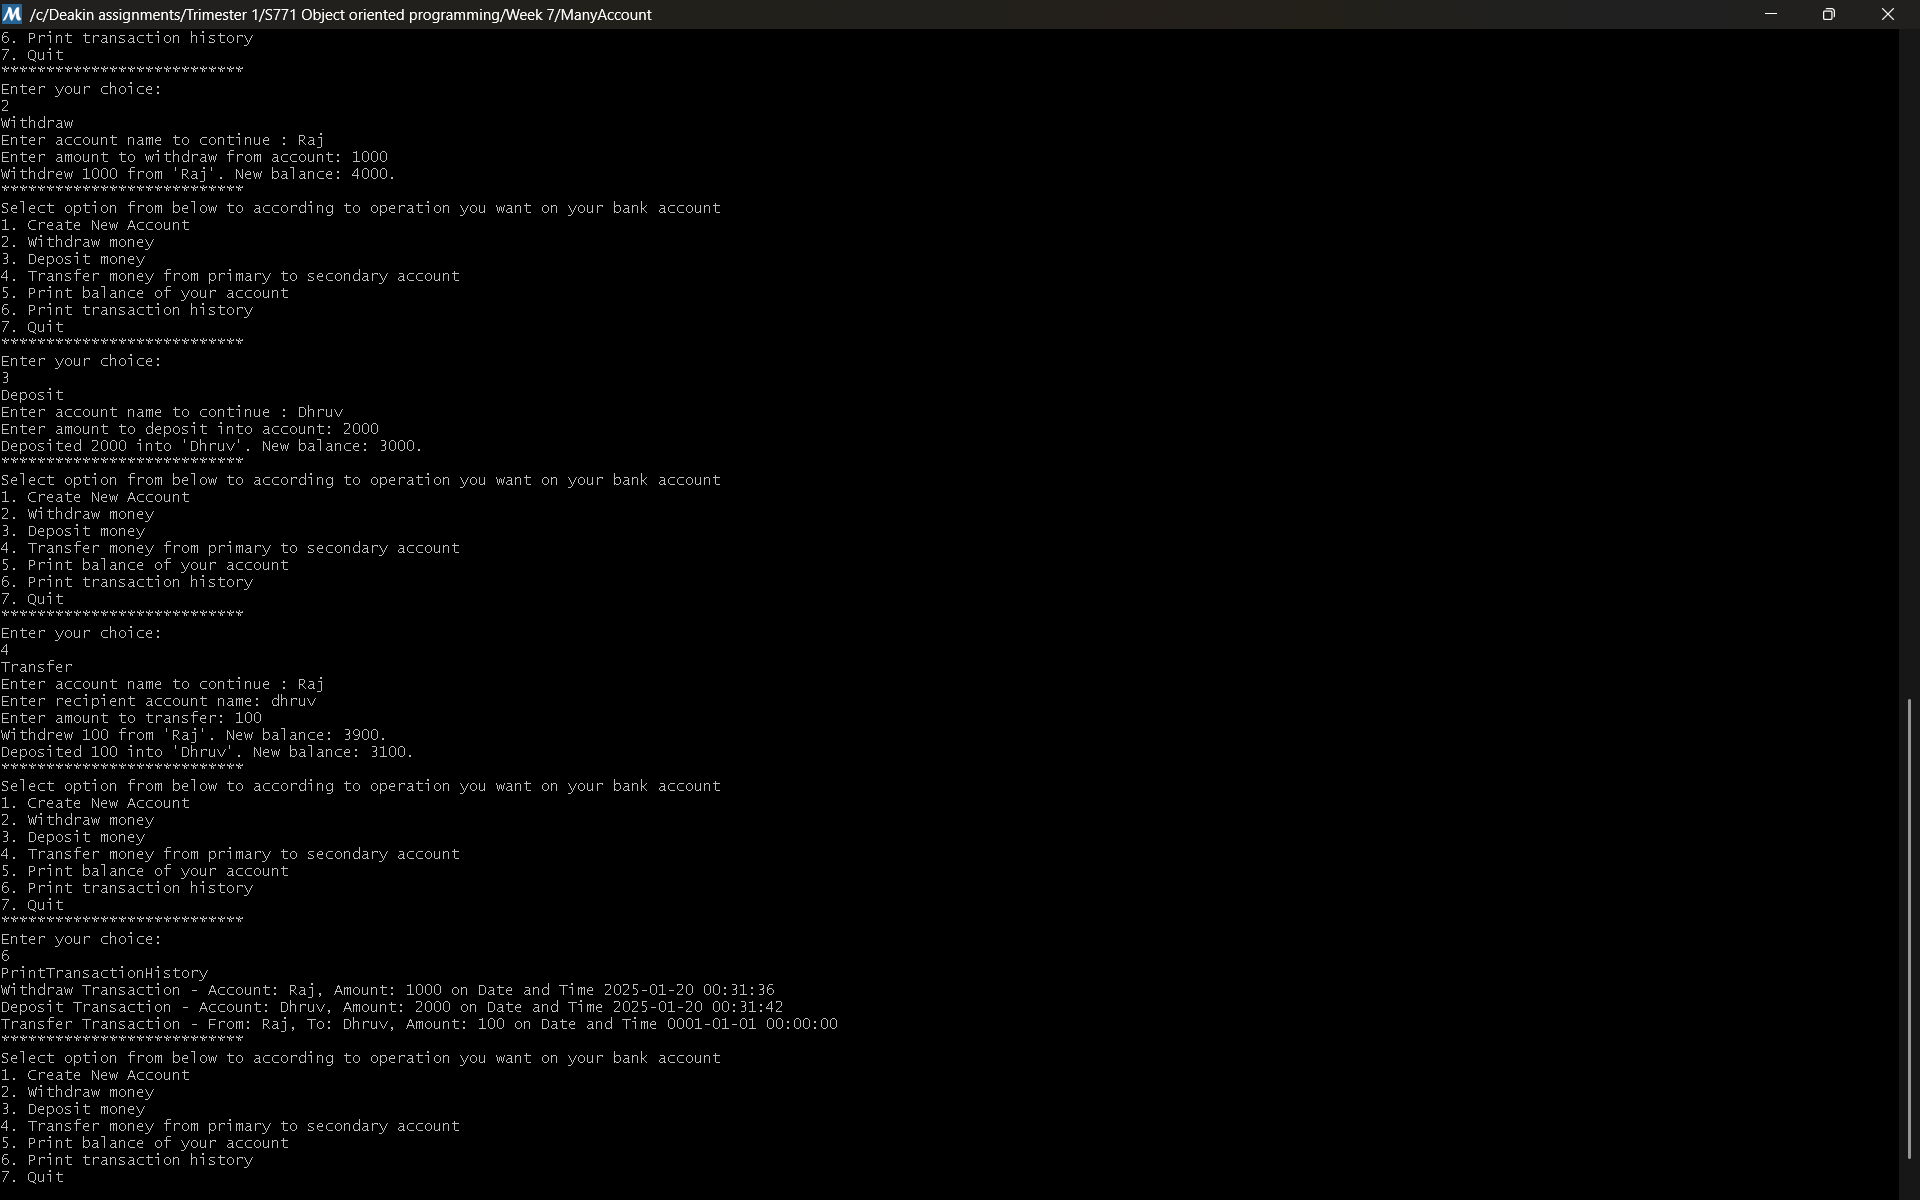 /c/Deakin assignments/Trimester 1/S771 Object oriented programming/Week 7/ManyAccount
6. Print transaction history
7. Quit
***************************
Enter your choice:
2
Withdraw
Enter account name to continue : Raj
Enter amount to withdraw from account: 1000
Withdrew 1000 from 'Raj'. New balance: 4000.
***************************
Select option from below to according to operation you want on your bank account
1. Create New Account
2. Withdraw money
3. Deposit money
4. Transfer money from primary to secondary account
5. Print balance of your account
6. Print transaction history
7. Quit
***************************
Enter your choice:
3
Deposit
Enter account name to continue : Dhruv
Enter amount to deposit into account: 2000
Deposited 2000 into 'Dhruv'. New balance: 3000.
***************************
Select option from below to according to operation you want on your bank account
1. Create New Account
2. Withdraw money
3. Deposit money
4. Transfer money from primary to secondary account
5. Print balance of your account
6. Print transaction history
7. Quit
***************************
Enter your choice:
4
Transfer
Enter account name to continue : Raj
Enter recipient account name: dhruv
Enter amount to transfer: 100
Withdrew 100 from 'Raj'. New balance: 3900.
Deposited 100 into 'Dhruv'. New balance: 3100.
***************************
Select option from below to according to operation you want on your bank account
1. Create New Account
2. Withdraw money
3. Deposit money
4. Transfer money from primary to secondary account
5. Print balance of your account
6. Print transaction history
7. Quit
***************************
Enter your choice:
6
PrintTransactionHistory
Withdraw Transaction - Account: Raj, Amount: 1000 on Date and Time 2025-01-20 00:31:36
Deposit Transaction - Account: Dhruv, Amount: 2000 on Date and Time 2025-01-20 00:31:42
Transfer Transaction - From: Raj, To: Dhruv, Amount: 100 on Date and Time 0001-01-01 00:00:00
***************************
Select option from below to according to operation you want on your bank account
1. Create New Account
2. Withdraw money
3. Deposit money
4. Transfer money from primary to secondary account
5. Print balance of your account
6. Print transaction history
7. Quit